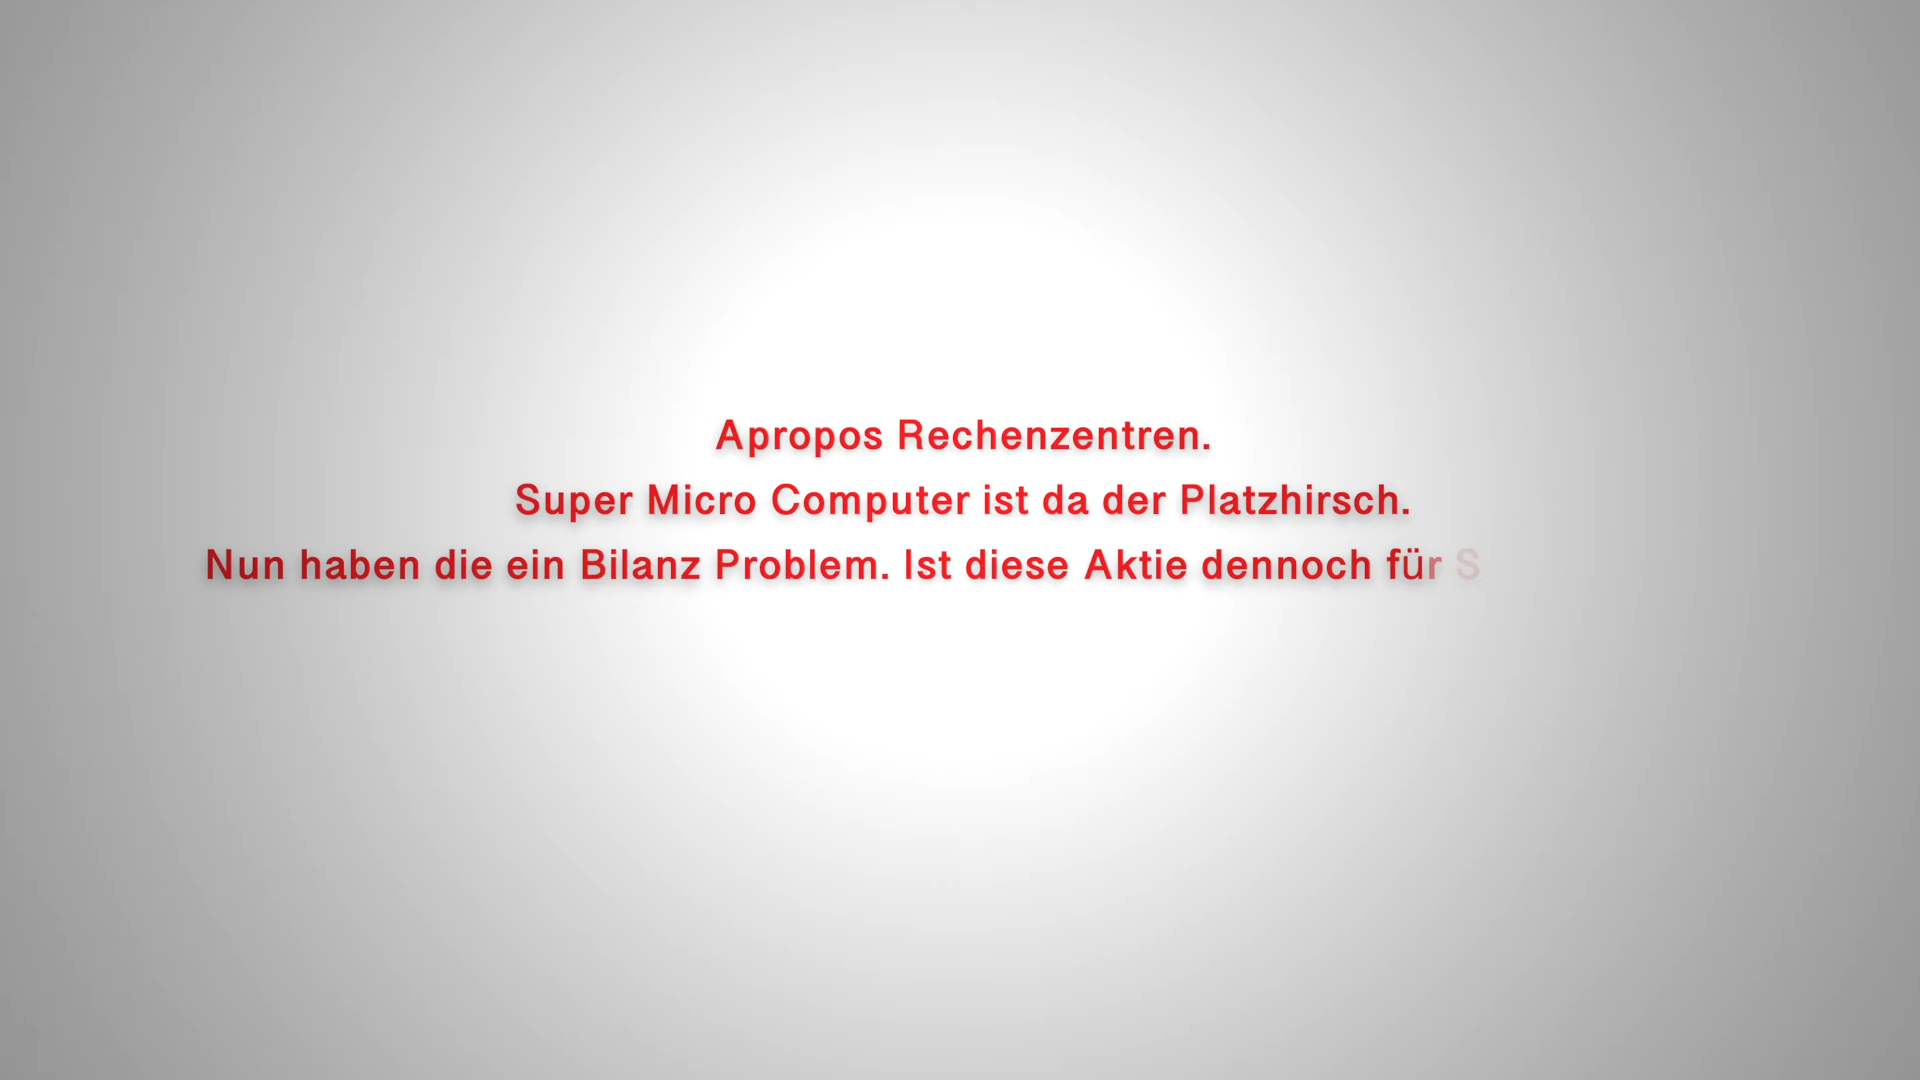 Apropos Rechenzentren.
Super Micro Computer ist da der Platzhirsch.
Nun haben die ein Bilanz Problem. Ist diese Aktie dennoch für S